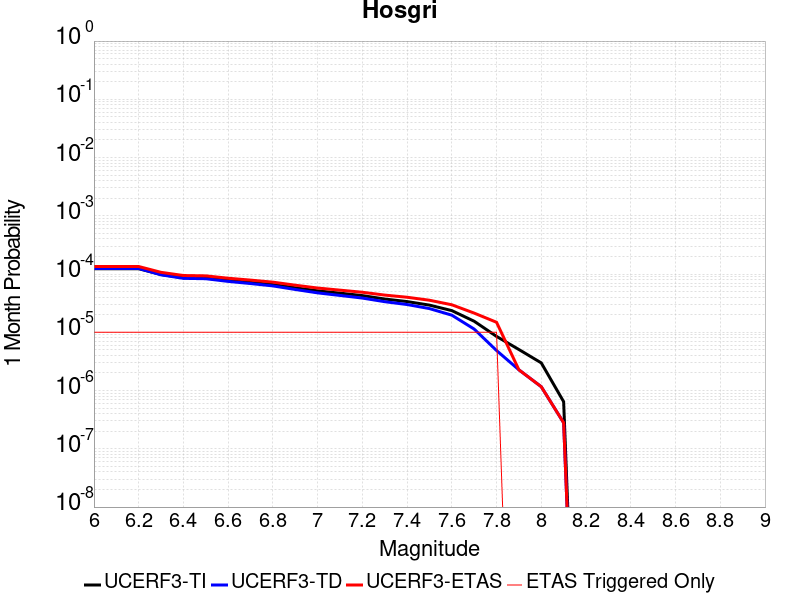 Hosgri
1 Month Probability
10^0
10^-1
10^-2
10^-3
10^-4
10^-5
10^-6
10^-7
10^-8
6 6.2 6.4 6.6 6.8 7 7.2 7.4 7.6 7.8 8 8.2 8.4 8.6 8.8 9
Magnitude
UCERF3-TI UCERF3-TD UCERF3-ETAS ETAS Triggered Only